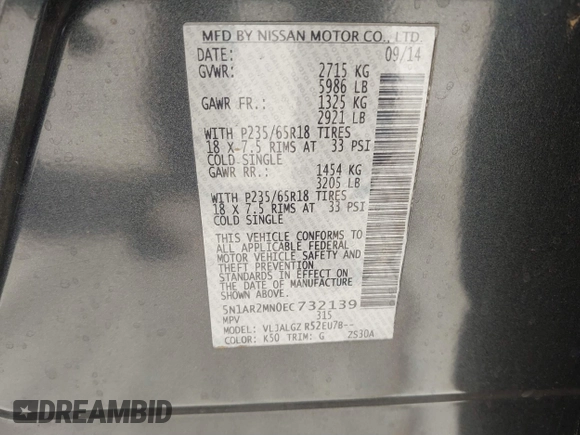 MFD BY NISSAN MOTOR CO., LTD.
DATE: 09/14
GVWR: 2715 KG
5986 LB
GAWR FR.: 1325 KG
2921 LB
WITH P235/65R18 TIRES
18 X 7.5 RIMS AT 33 PSI
COLD SINGLE
GAWR RR.: 1454 KG
3205 LB
WITH P235/65R18 TIRES
18 X 7.5 RIMS AT 33 PSI
COLD SINGLE
THIS VEHICLE CONFORMS TO
ALL APPLICABLE FEDERAL
MOTOR VEHICLE SAFETY AND
THEFT PREVENTION
STANDARDS IN EFFECT ON
THE DATE OF MANUFACTURE
SHOWN ABOVE.
5N1AR2MN0EC732139
MPV 315
MODEL: VLJALGZ R52EU7B--
COLOR: K50 TRIM: G ZS3DA
DREAMBID